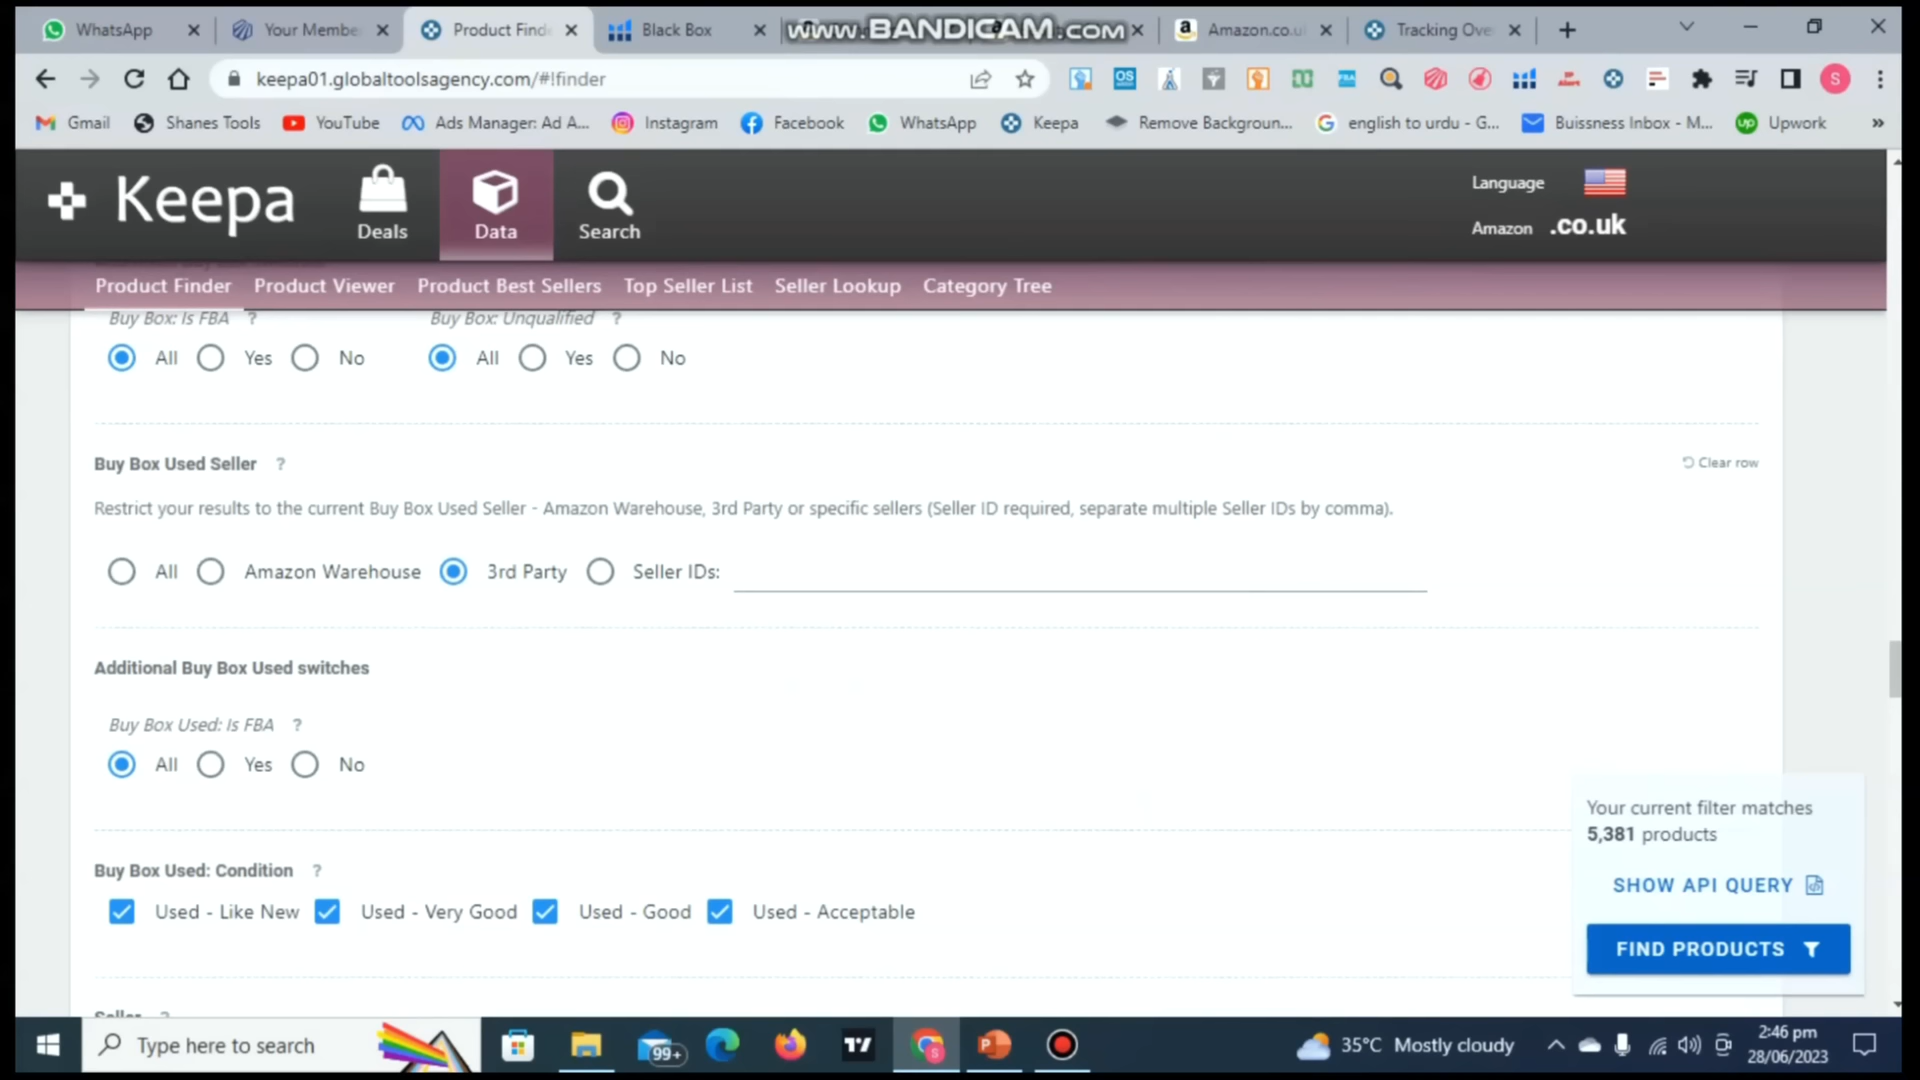 WhatsApp
Your Membe
Product Find
Black Box
www.BANDICAM.com
Amazon.co.u
Tracking Ove
keepa01.globaltoolsagency.com/#!finder
Gmail
Shanes Tools
YouTube
Ads Manager: Ad A...
Instagram
Facebook
WhatsApp
Keepa
Remove Backgroun...
english to urdu - G...
Buissness Inbox - M...
Upwork
Keepa
Deals
Data
Search
Language
Amazon .co.uk
Product Finder
Product Viewer
Product Best Sellers
Top Seller List
Seller Lookup
Category Tree
Buy Box: Is FBA ?
Buy Box: Unqualified ?
All Yes No
All Yes No
Buy Box Used Seller ?
Clear row
Restrict your results to the current Buy Box Used Seller - Amazon Warehouse, 3rd Party or specific sellers (Seller ID required, separate multiple Seller IDs by comma).
All Amazon Warehouse 3rd Party Seller IDs:
Additional Buy Box Used switches
Buy Box Used: Is FBA ?
All Yes No
Buy Box Used: Condition ?
Used - Like New Used - Very Good Used - Good Used - Acceptable
Your current filter matches
5,381 products
SHOW API QUERY
FIND PRODUCTS
Type here to search
99+
35°C Mostly cloudy
2:46 pm
28/06/2023